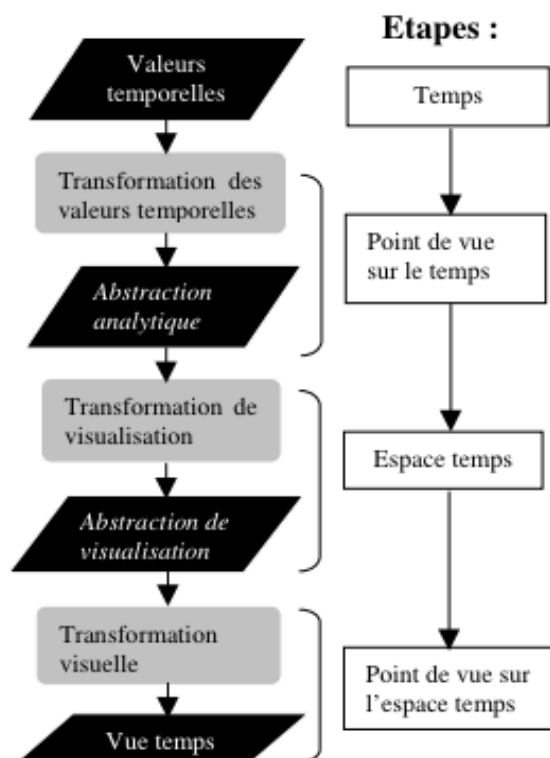 Etapes :
Valeurs
temporelles
Temps
Transformation des
valeurs temporelles
Point de vue
sur le temps
Abstraction
analytique
Transformation de
visualisation
Espace temps
Abstraction de
visualisation
Transformation
visuelle
Point de vue sur
l'espace temps
Vue temps